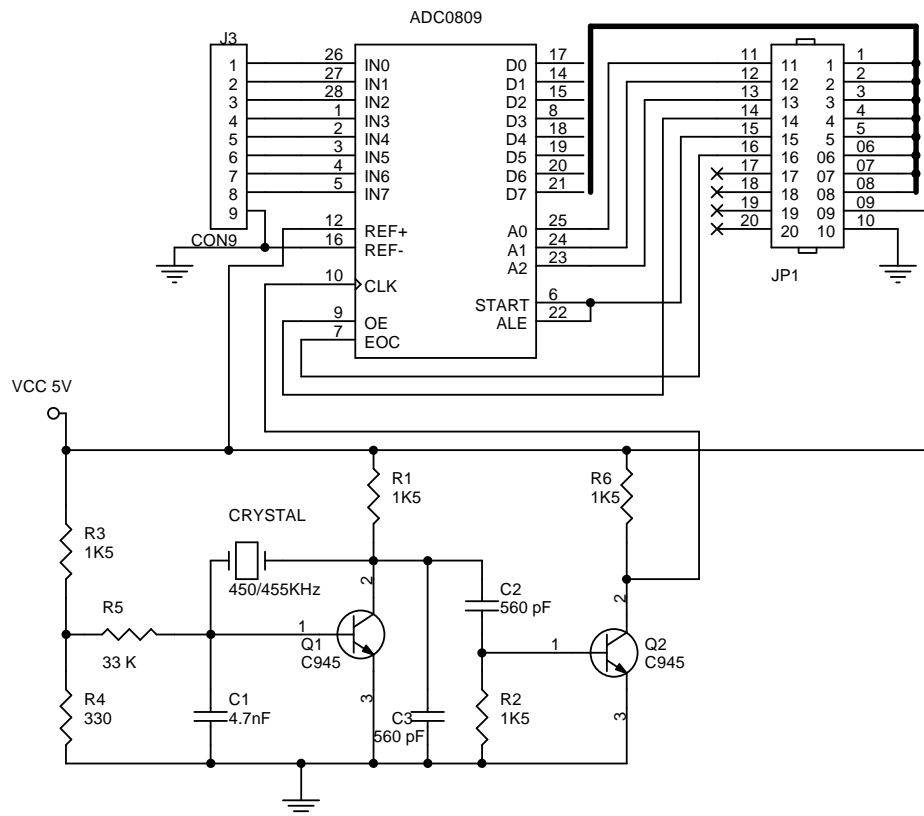 ADC0809
J3
1
2
3
4
5
6
7
8
9
CON9
26
27
28
1
2
3
4
5
12
16
10
9
7
IN0
IN1
IN2
IN3
IN4
IN5
IN6
IN7
REF+
REF-
CLK
OE
EOC
D0
D1
D2
D3
D4
D5
D6
D7
A0
A1
A2
START
ALE
17
14
15
8
18
19
20
21
25
24
23
6
22
11
12
13
14
15
16
17
18
19
20
11
12
13
14
15
16
17
18
19
20
1
2
3
4
5
06
07
08
09
10
1
2
3
4
5
06
07
08
09
10
JP1
VCC 5V
R1
1K5
R6
1K5
R3
1K5
CRYSTAL
450/455KHz
R5
33 K
1
2
3
Q1
C945
C2
560 pF
1
2
3
Q2
C945
R4
330
C1
4.7nF
C3
560 pF
R2
1K5